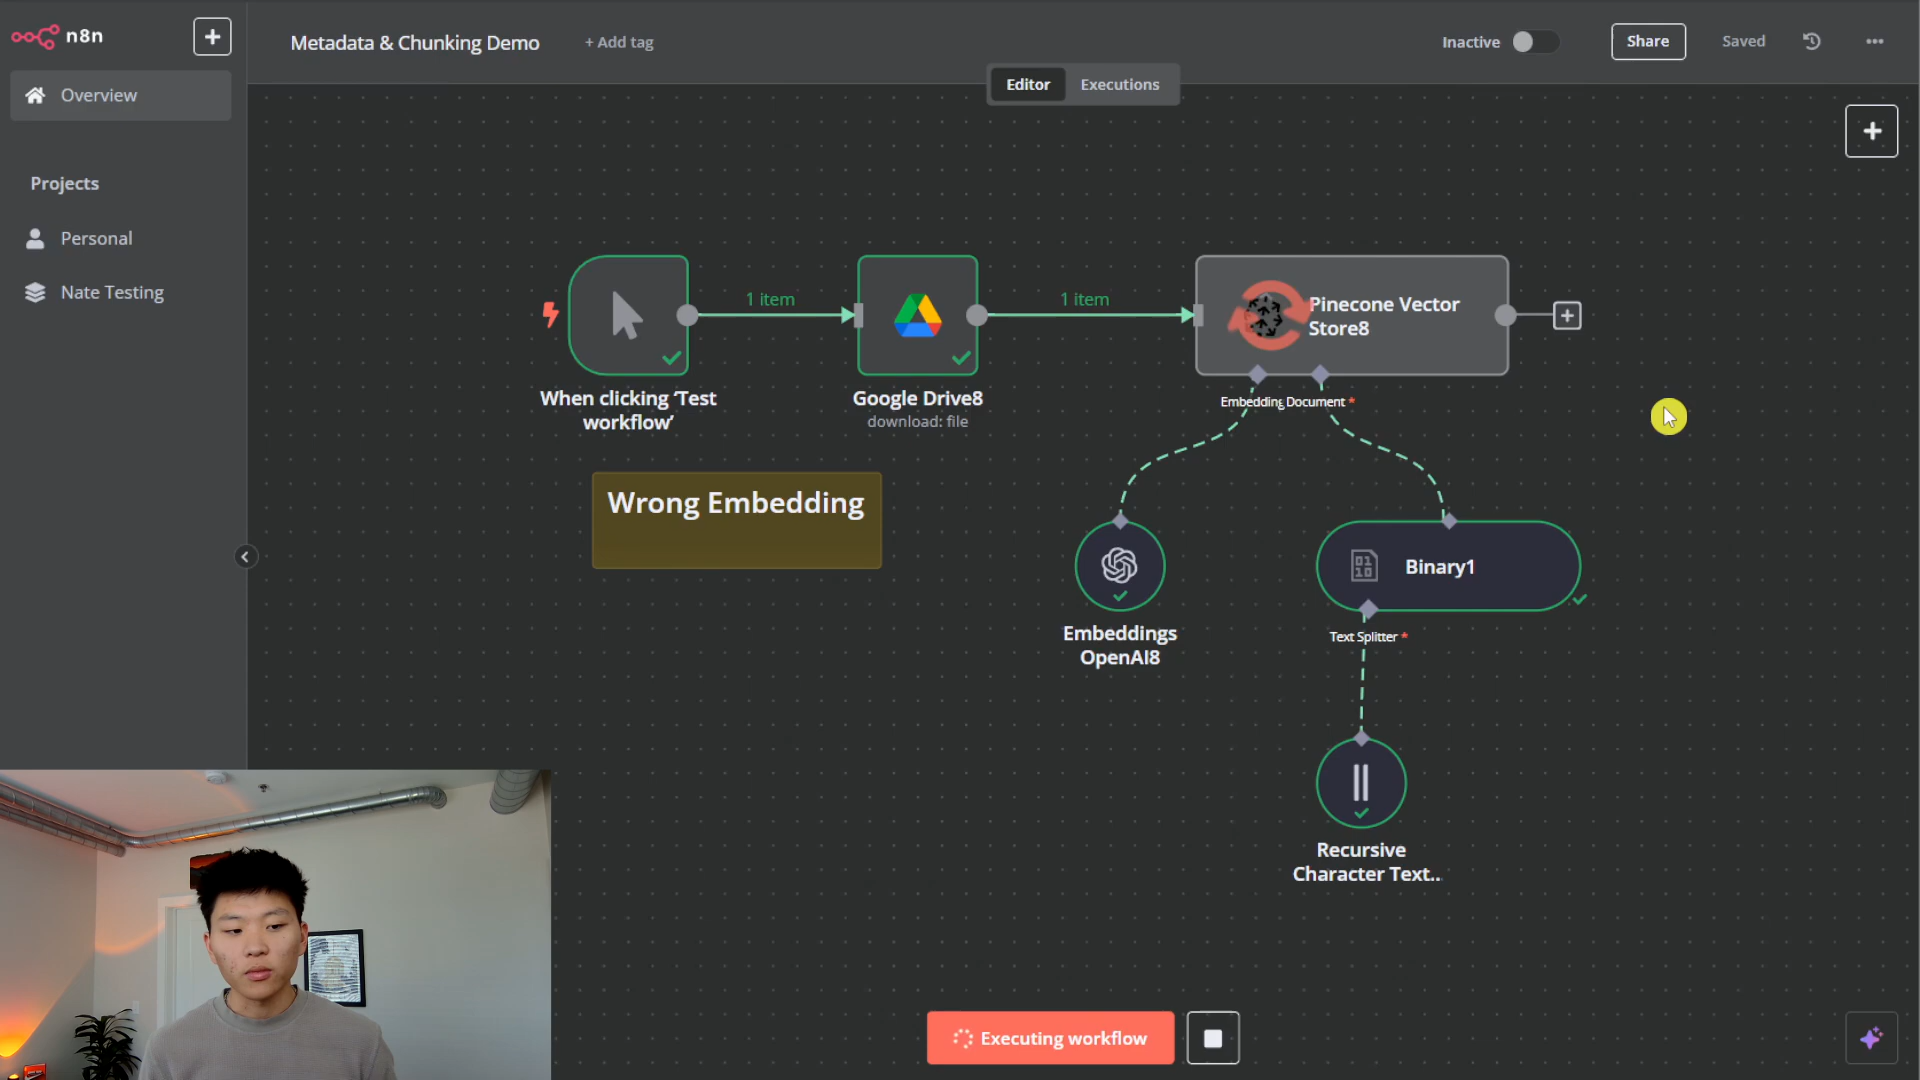 n8n
Metadata & Chunking Demo
+ Add tag
Inactive
Share
Saved
Editor
Executions
Overview
Projects
Personal
Nate Testing
1 item
1 item
Pinecone Vector
Store8
When clicking ‘Test
workflow’
Google Drive8
download: file
Embedding
Document *
Wrong Embedding
Binary1
Embeddings
OpenAI8
Text Splitter *
Recursive
Character Text..
Executing workflow